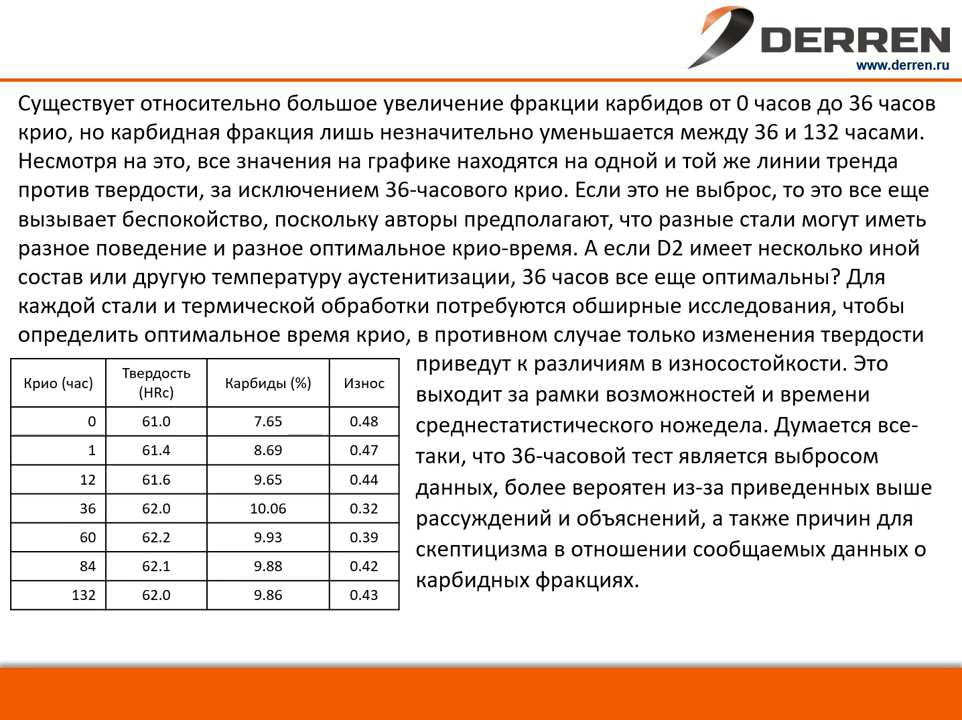 DERREN
www.derren.ru
Существует относительно большое увеличение фракции карбидов от 0 часов до 36 часов
крио, но карбидная фракция лишь незначительно уменьшается между 36 и 132 часами.
Несмотря на это, все значения на графике находятся на одной и той же линии тренда
против твердости, за исключением 36-часового крио. Если это не выброс, то это все еще
вызывает беспокойство, поскольку авторы предполагают, что разные стали могут иметь
разное поведение и разное оптимальное крио-время. А если D2 имеет несколько иной
состав или другую температуру аустенитизации, 36 часов все еще оптимальны? Для
каждой стали и термической обработки потребуются обширные исследования, чтобы
определить оптимальное время крио, в противном случае только изменения твердости
приведут к различиям в износостойкости. Это
выходит за рамки возможностей и времени
среднестатистического ножедела. Думается все-
таки, что 36-часовой тест является выбросом
данных, более вероятен из-за приведенных выше
рассуждений и объяснений, а также причин для
скептицизма в отношении сообщаемых данных о
карбидных фракциях.
Крио (час) Твердость (HRc) Карбиды (%) Износ
0 61.0 7.65 0.48
1 61.4 8.69 0.47
12 61.6 9.65 0.44
36 62.0 10.06 0.32
60 62.2 9.93 0.39
84 62.1 9.88 0.42
132 62.0 9.86 0.43